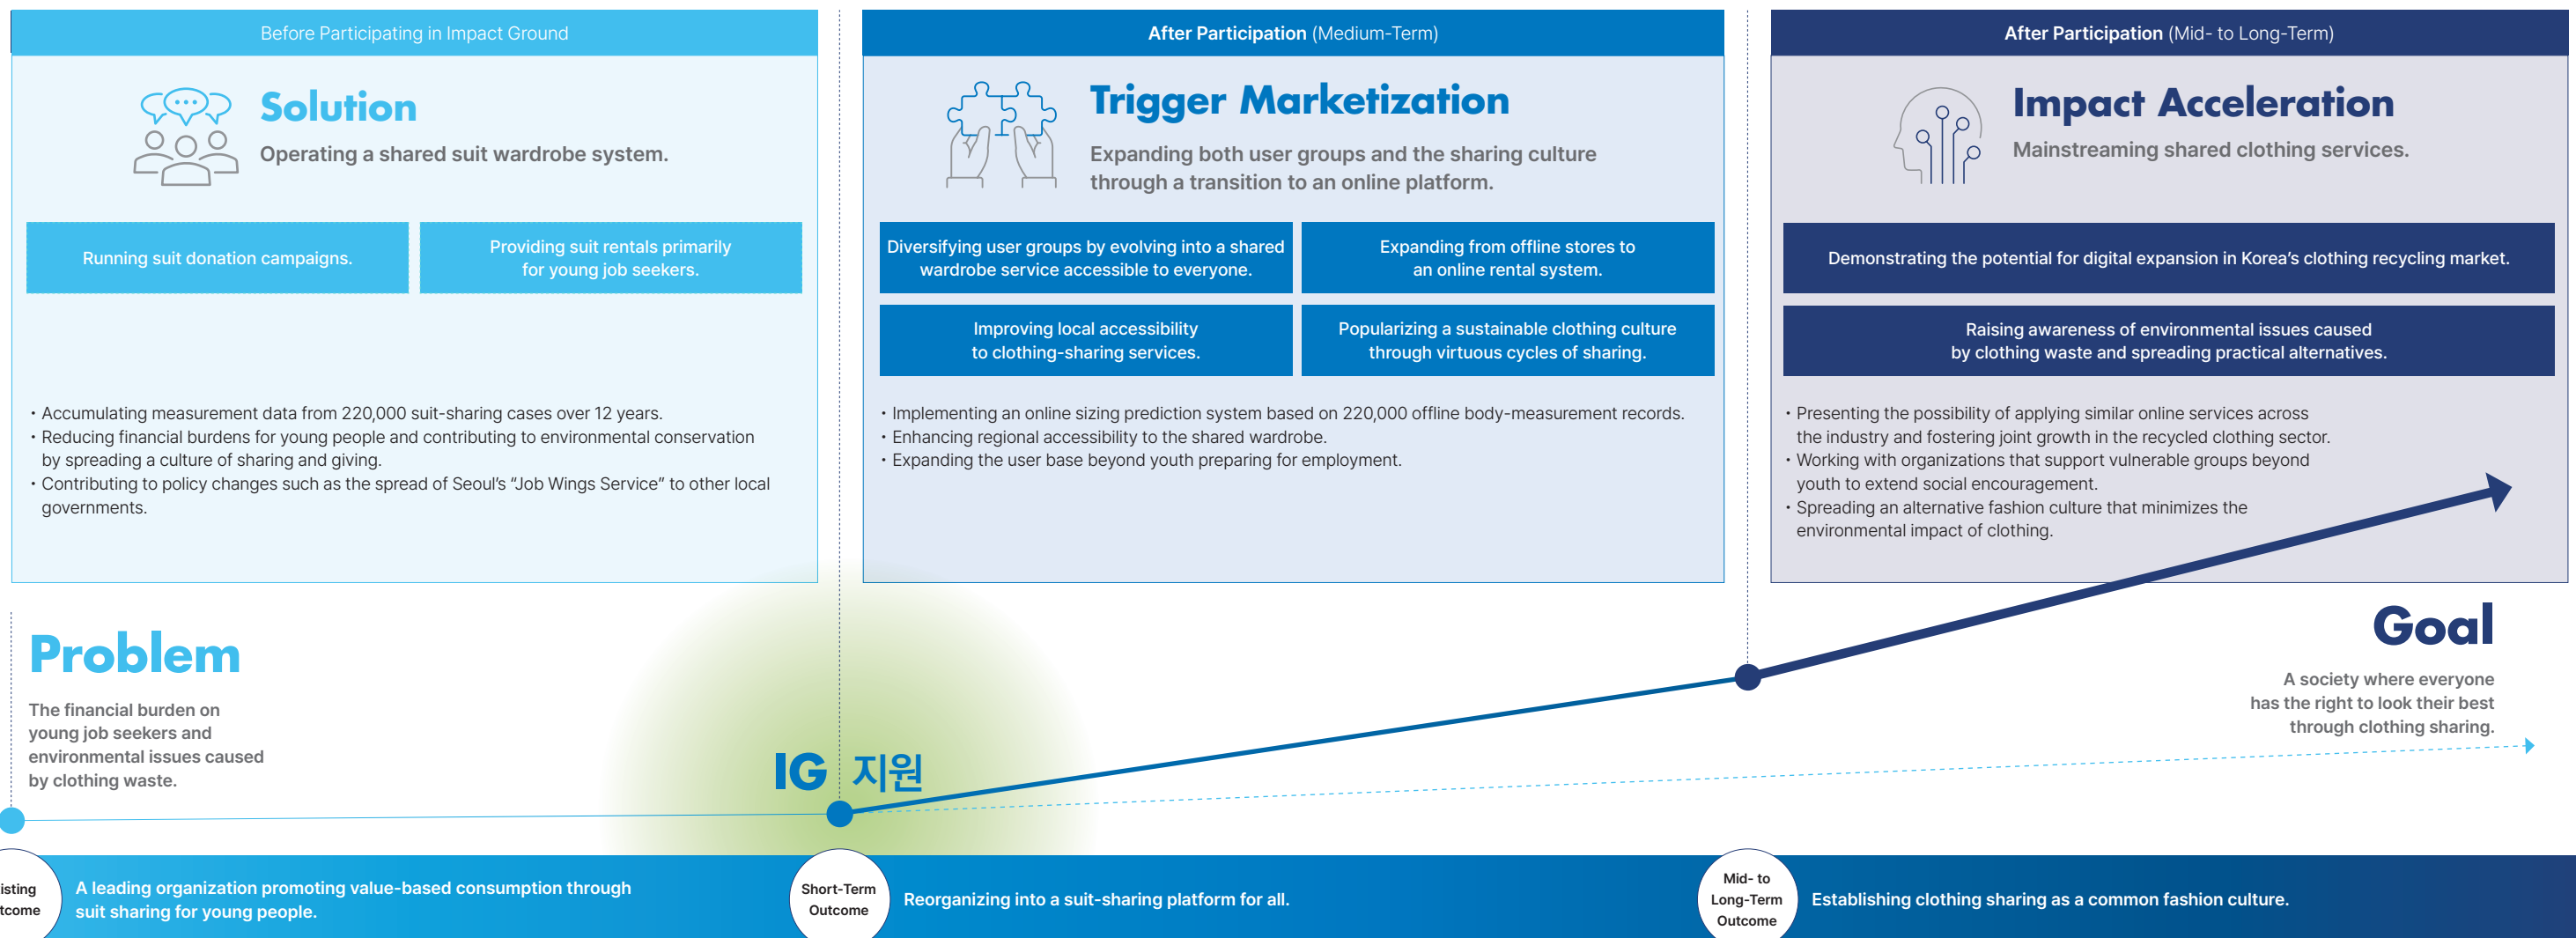 Before Participating in Impact Ground
Solution
Operating a shared suit wardrobe system.
Running suit donation campaigns.
Providing suit rentals primarily
for young job seekers.
• Accumulating measurement data from 220,000 suit-sharing cases over 12 years.
• Reducing financial burdens for young people and contributing to environmental conservation
by spreading a culture of sharing and giving.
• Contributing to policy changes such as the spread of Seoul’s “Job Wings Service” to other local
governments.
After Participation (Medium-Term)
Trigger Marketization
Expanding both user groups and the sharing culture
through a transition to an online platform.
Diversifying user groups by evolving into a shared
wardrobe service accessible to everyone.
Expanding from offline stores to
an online rental system.
Improving local accessibility
to clothing-sharing services.
Popularizing a sustainable clothing culture
through virtuous cycles of sharing.
• Implementing an online sizing prediction system based on 220,000 offline body-measurement records.
• Enhancing regional accessibility to the shared wardrobe.
• Expanding the user base beyond youth preparing for employment.
After Participation (Mid- to Long-Term)
Impact Acceleration
Mainstreaming shared clothing services.
Demonstrating the potential for digital expansion in Korea’s clothing recycling market.
Raising awareness of environmental issues caused
by clothing waste and spreading practical alternatives.
• Presenting the possibility of applying similar online services across
the industry and fostering joint growth in the recycled clothing sector.
• Working with organizations that support vulnerable groups beyond
youth to extend social encouragement.
• Spreading an alternative fashion culture that minimizes the
environmental impact of clothing.
Problem
The financial burden on
young job seekers and
environmental issues caused
by clothing waste.
IG 지원
Goal
A society where everyone
has the right to look their best
through clothing sharing.
isting
tcome
A leading organization promoting value-based consumption through
suit sharing for young people.
Short-Term
Outcome
Reorganizing into a suit-sharing platform for all.
Mid- to
Long-Term
Outcome
Establishing clothing sharing as a common fashion culture.